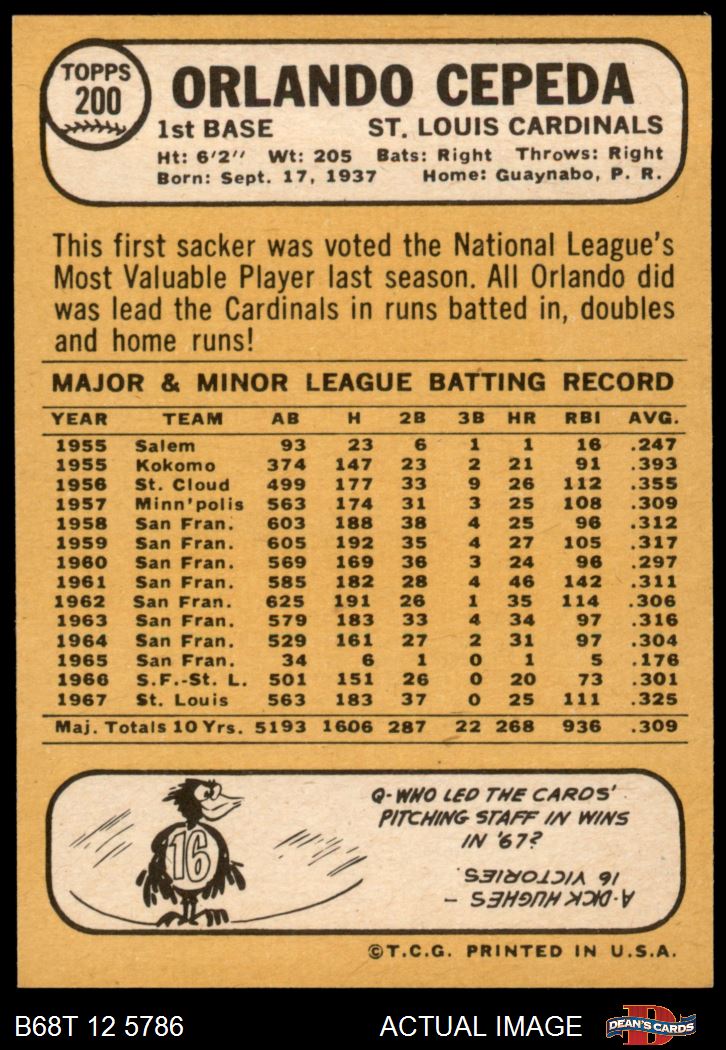 TOPPS
200
ORLANDO CEPEDA
1st BASE ST. LOUIS CARDINALS
Ht: 6'2" Wt: 205 Bats: Right Throws: Right
Born: Sept. 17, 1937 Home: Guaynabo, P. R.
This first sacker was voted the National League's
Most Valuable Player last season. All Orlando did
was lead the Cardinals in runs batted in, doubles
and home runs!
MAJOR & MINOR LEAGUE BATTING RECORD
YEAR TEAM AB H 2B 3B HR RBI AVG.
1955 Salem 93 23 6 1 1 16 .247
1955 Kokomo 374 147 23 2 21 91 .393
1956 St. Cloud 499 177 33 9 26 112 .355
1957 Minn'polis 563 174 31 3 25 108 .309
1958 San Fran. 603 188 38 4 25 96 .312
1959 San Fran. 605 192 35 4 27 105 .317
1960 San Fran. 569 169 36 3 24 96 .297
1961 San Fran. 585 182 28 4 46 142 .311
1962 San Fran. 625 191 26 1 35 114 .306
1963 San Fran. 579 183 33 4 34 97 .316
1964 San Fran. 529 161 27 2 31 97 .304
1965 San Fran. 34 6 1 0 1 5 .176
1966 S.F.-St. L. 501 151 26 0 20 73 .301
1967 St. Louis 563 183 37 0 25 111 .325
Maj. Totals 10 Yrs. 5193 1606 287 22 268 936 .309
16
Q-WHO LED THE CARDS'
PITCHING STAFF IN WINS
IN '67?
A-DICK HUGHES -
16 VICTORIES.
©T.C.G. PRINTED IN U.S.A.
B68T 12 5786 ACTUAL IMAGE DEAN'S CARDS